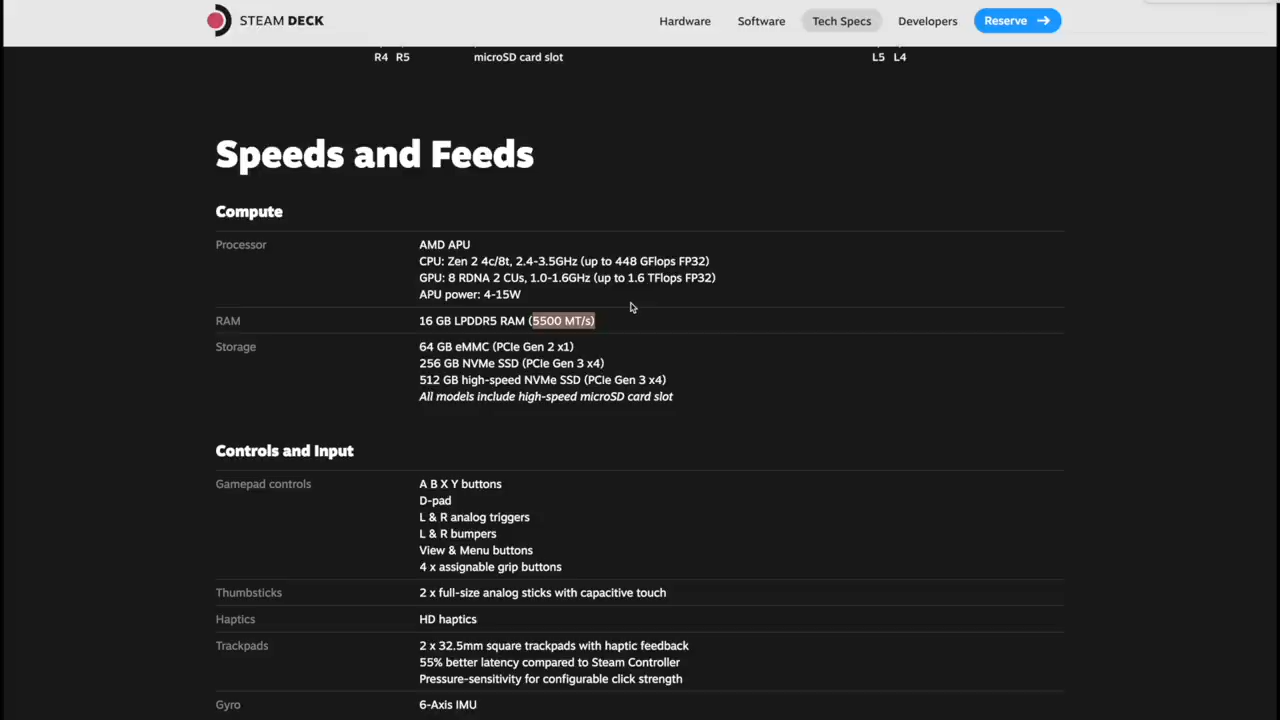 STEAM DECK
Hardware
Software
Tech Specs
Developers
Reserve
R4 R5
microSD card slot
L5 L4
Speeds and Feeds
Compute
Processor
AMD APU
CPU: Zen 2 4c/8t, 2.4-3.5GHz (up to 448 GFlops FP32)
GPU: 8 RDNA 2 CUs, 1.0-1.6GHz (up to 1.6 TFlops FP32)
APU power: 4-15W
RAM
16 GB LPDDR5 RAM (5500 MT/s)
Storage
64 GB eMMC (PCIe Gen 2 x1)
256 GB NVMe SSD (PCIe Gen 3 x4)
512 GB high-speed NVMe SSD (PCIe Gen 3 x4)
All models include high-speed microSD card slot
Controls and Input
Gamepad controls
A B X Y buttons
D-pad
L & R analog triggers
L & R bumpers
View & Menu buttons
4 x assignable grip buttons
Thumbsticks
2 x full-size analog sticks with capacitive touch
Haptics
HD haptics
Trackpads
2 x 32.5mm square trackpads with haptic feedback
55% better latency compared to Steam Controller
Pressure-sensitivity for configurable click strength
Gyro
6-Axis IMU